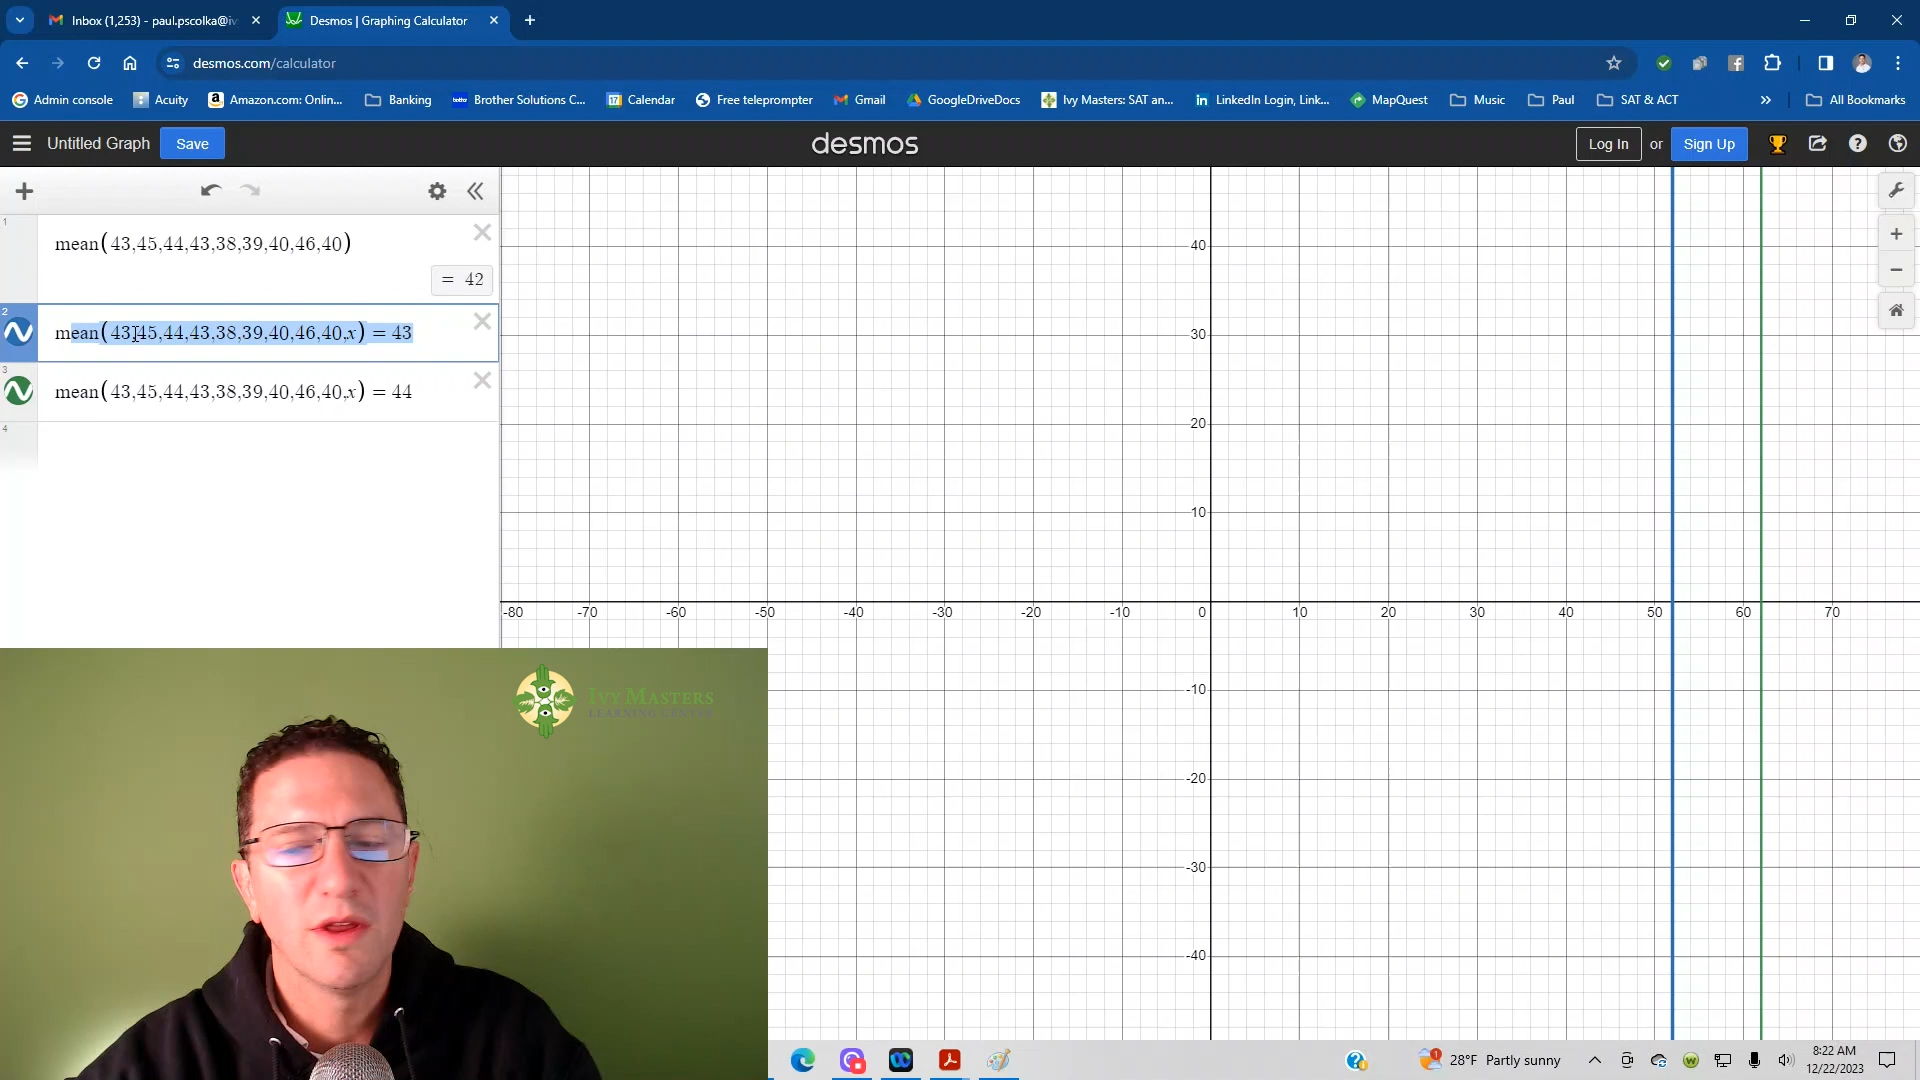 Inbox (1,253) - paul.pscolka@iv
Desmos | Graphing Calculator
desmos.com/calculator
Admin console
Acuity
Amazon.com: Onlin...
Banking
Brother Solutions C...
Calendar
Free teleprompter
Gmail
GoogleDriveDocs
Ivy Masters: SAT an...
LinkedIn Login, Link...
MapQuest
Music
Paul
SAT & ACT
All Bookmarks
Untitled Graph
Save
desmos
Log In
or
Sign Up
1
mean(43,45,44,43,38,39,40,46,40)
= 42
2
mean(43,45,44,43,38,39,40,46,40,x) = 43
3
mean(43,45,44,43,38,39,40,46,40,x) = 44
4
40
30
20
10
-80 -70 -60 -50 -40 -30 -20 -10 0 10 20 30 40 50 60 70
-10
-20
-30
-40
IVY MASTERS
LEARNING CENTER
28°F Partly sunny
8:22 AM
12/22/2023